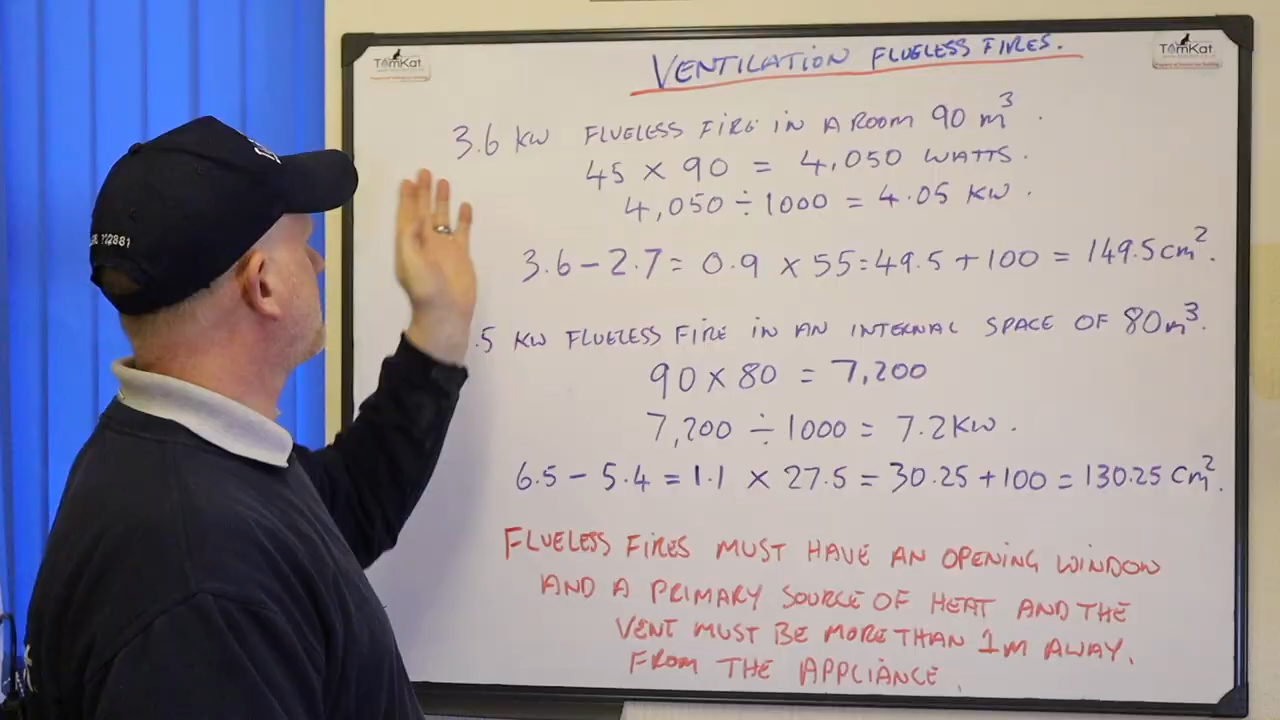 TomKat
VENTILATION FLUELESS FIRES.
TomKat
3.6 KW FLUELESS FIRE IN A ROOM 90 m³.
45 × 90 = 4,050 WATTS.
4,050 ÷ 1000 = 4.05 KW.
3.6 - 2.7 = 0.9 × 55 = 49.5 + 100 = 149.5 cm².
.5 KW FLUELESS FIRE IN AN INTERNAL SPACE OF 80m³.
90 × 80 = 7,200
7,200 ÷ 1000 = 7.2 KW.
6.5 - 5.4 = 1.1 × 27.5 = 30.25 + 100 = 130.25 Cm².
FLUELESS FIRES MUST HAVE AN OPENING WINDOW
AND A PRIMARY SOURCE OF HEAT AND THE
VENT MUST BE MORE THAN 1M AWAY.
FROM THE APPLIANCE.